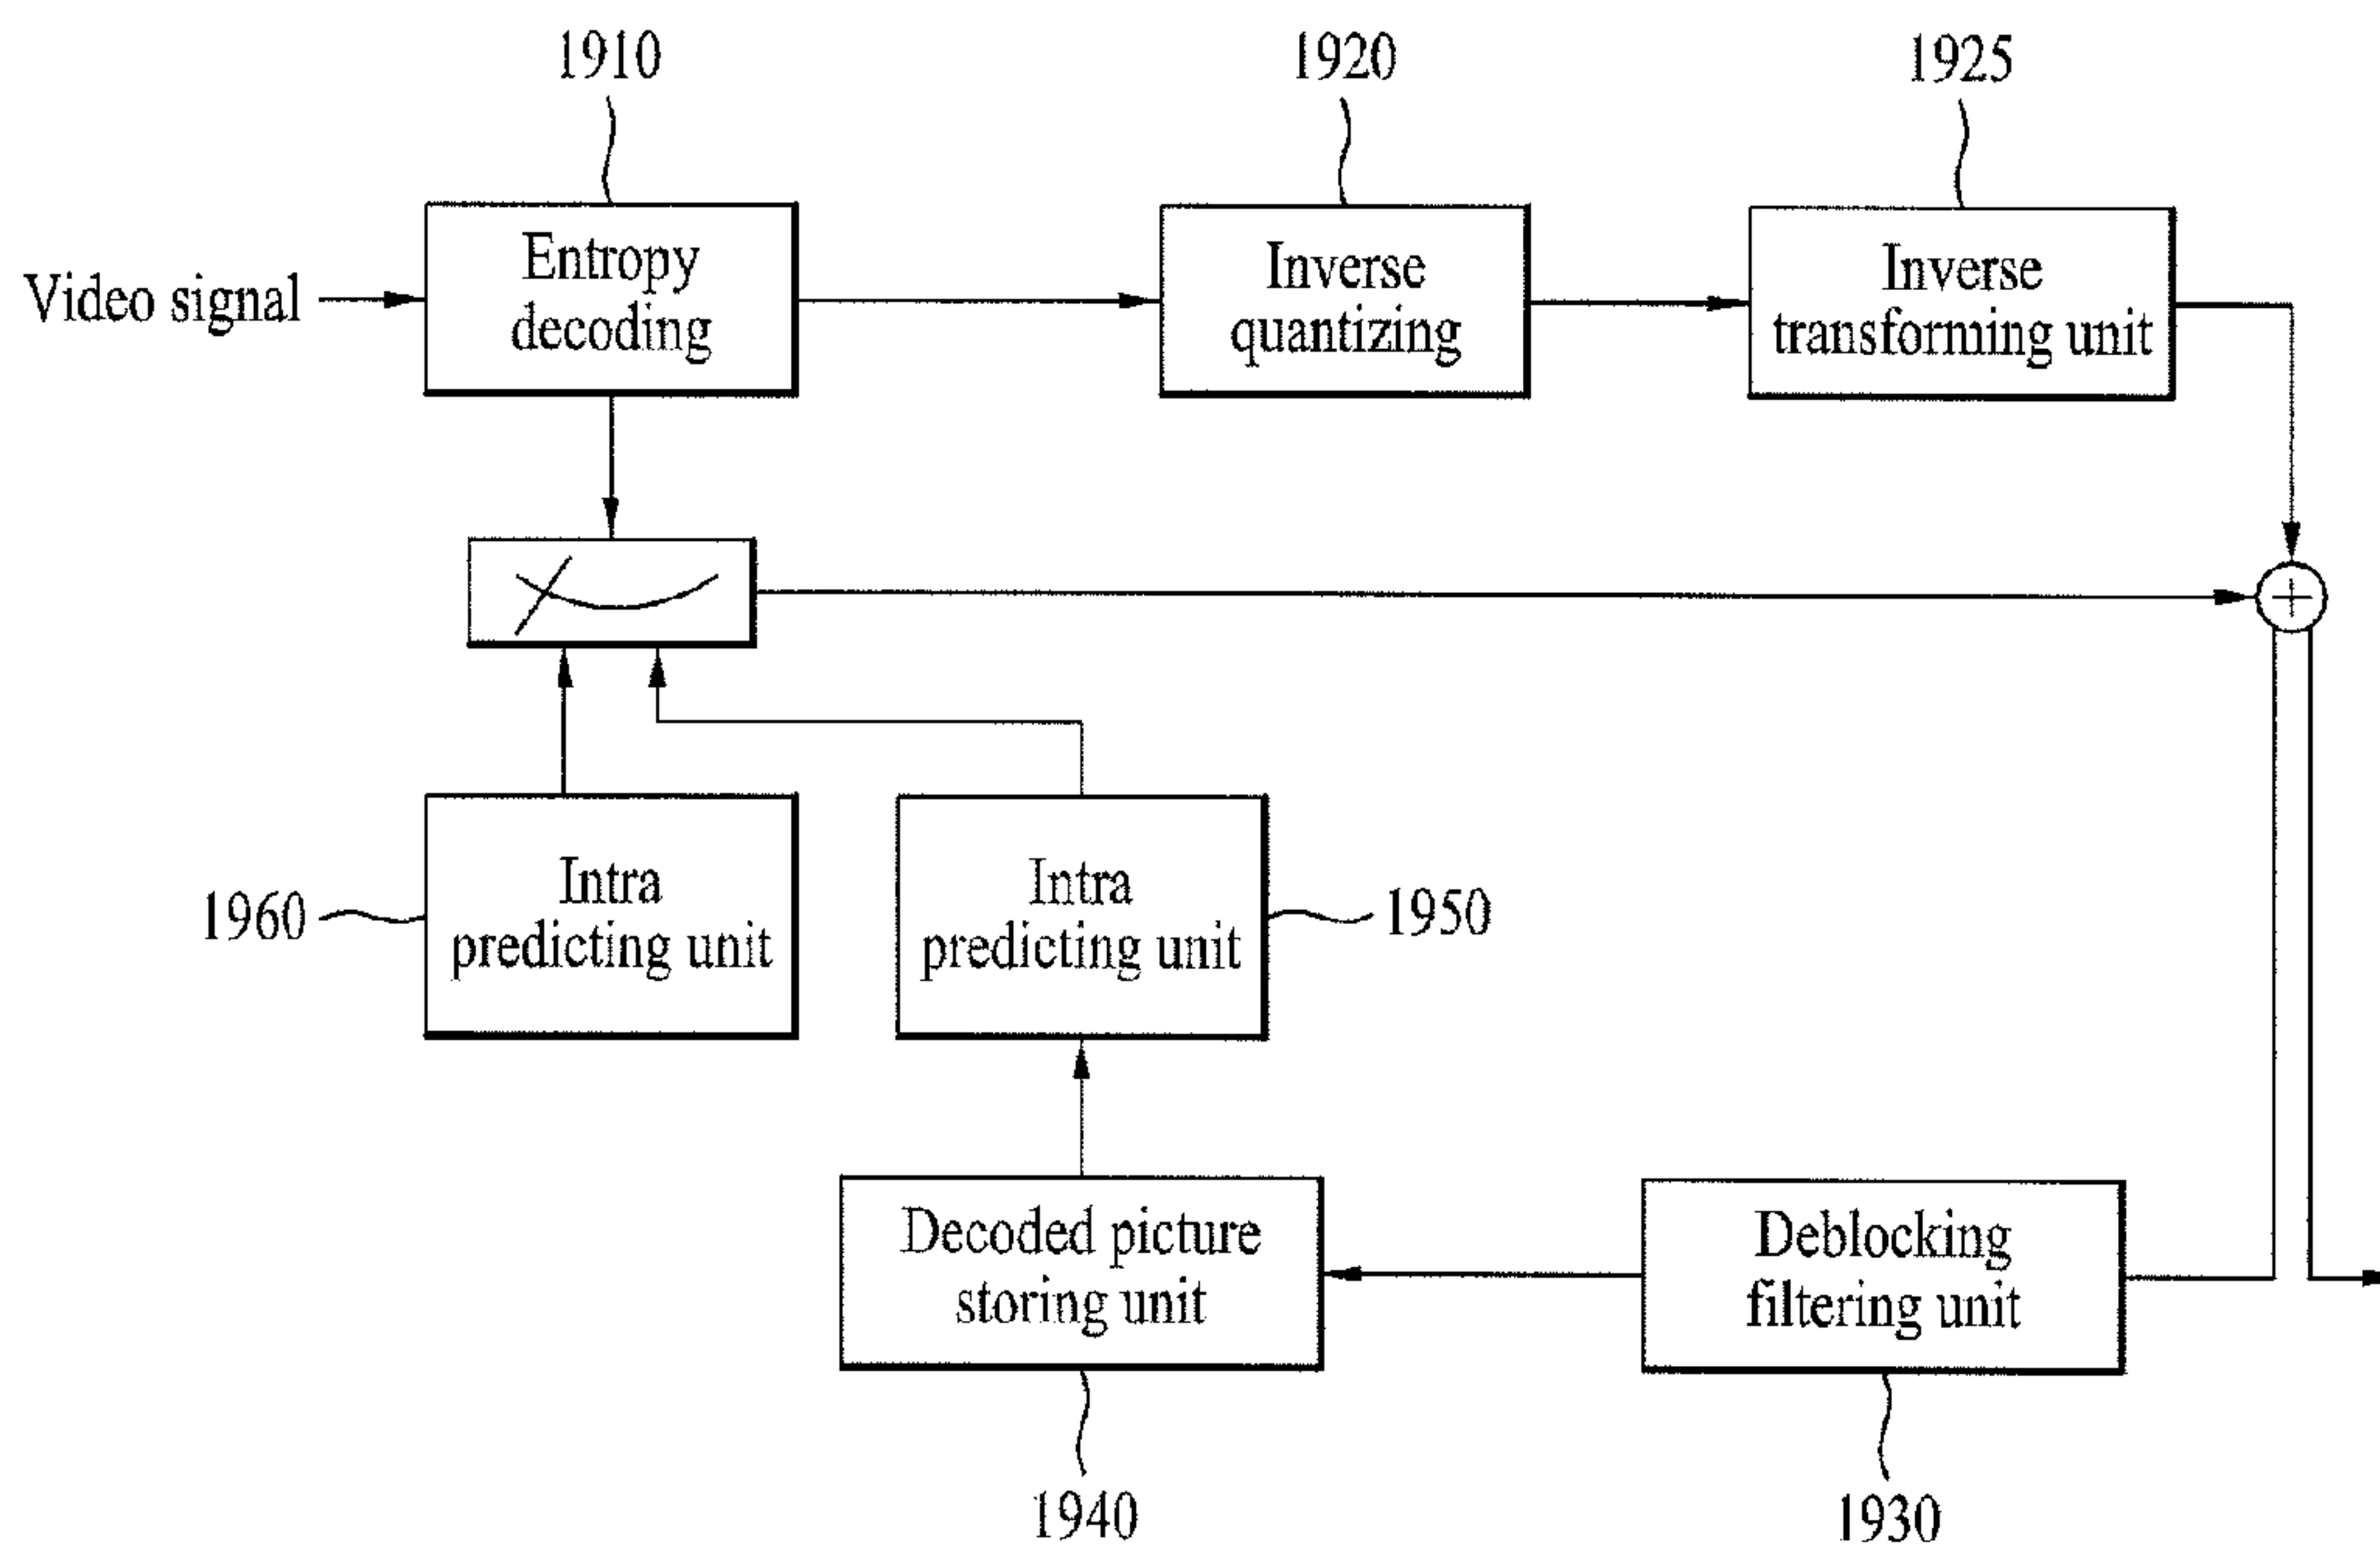 1910
1920
1925
Video signal
Entropy
decoding
Inverse
quantizing
Inverse
transforming unit
+
1960
Intra
predicting unit
Intra
predicting unit
1950
Decoded picture
storing unit
Deblocking
filtering unit
1940
1930